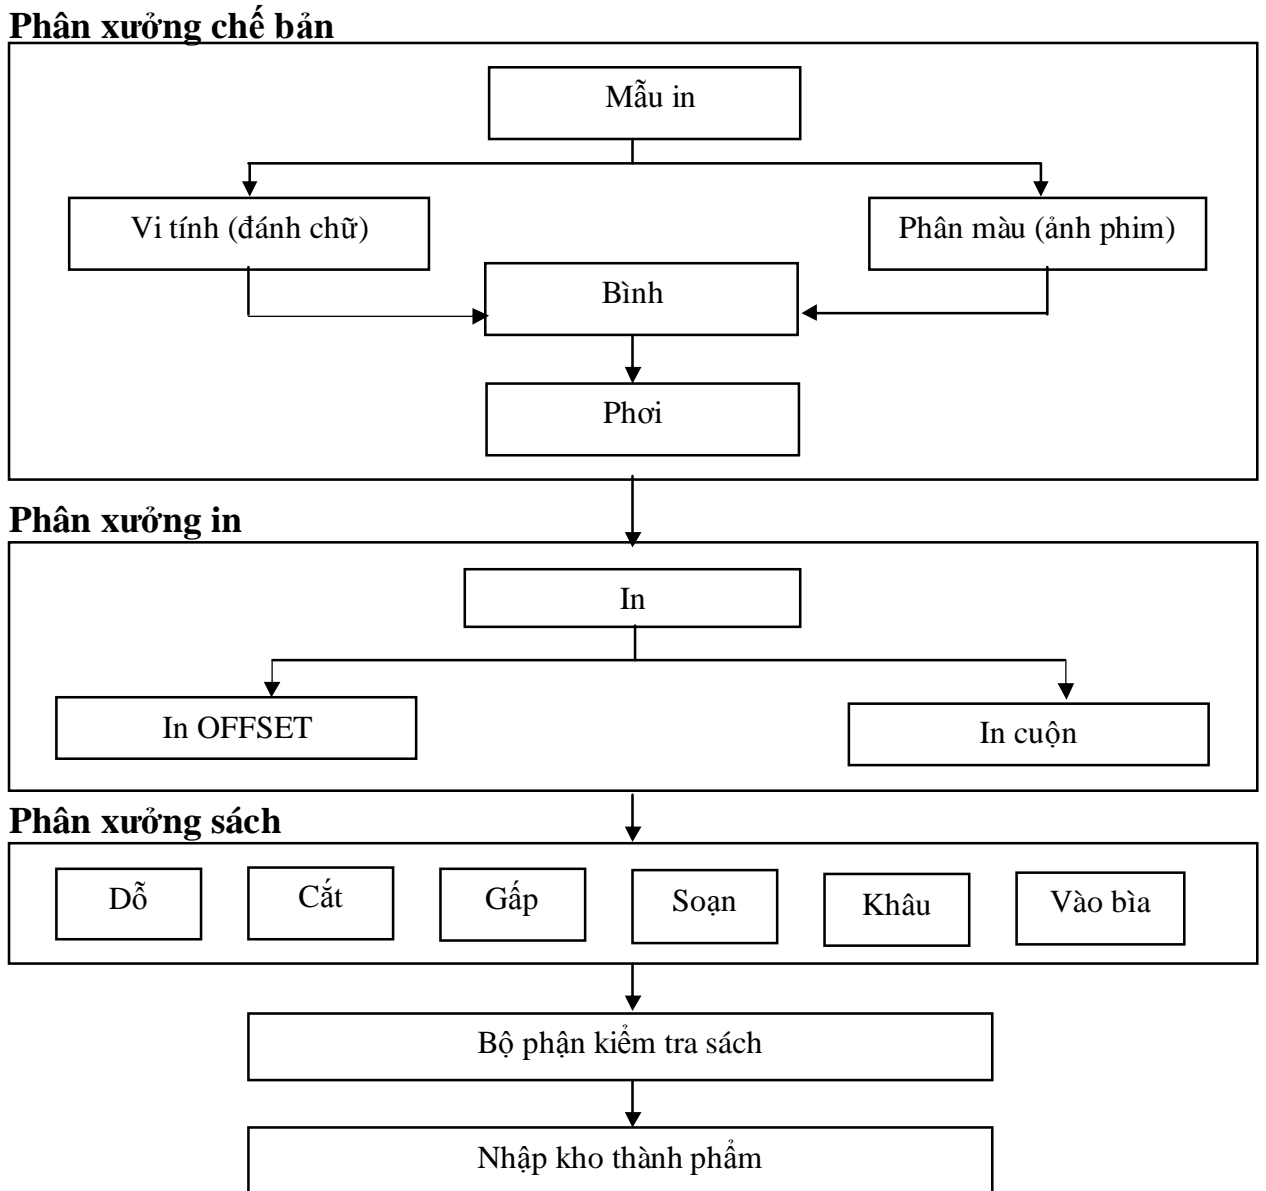 Phân xưởng chế bản
Mẫu in
Vi tính (đánh chữ)
Phân màu (ảnh phim)
Bình
Phơi
Phân xưởng in
In
In OFFSET
In cuộn
Phân xưởng sách
Dỗ
Cắt
Gấp
Soạn
Khâu
Vào bìa
Bộ phận kiểm tra sách
Nhập kho thành phẩm